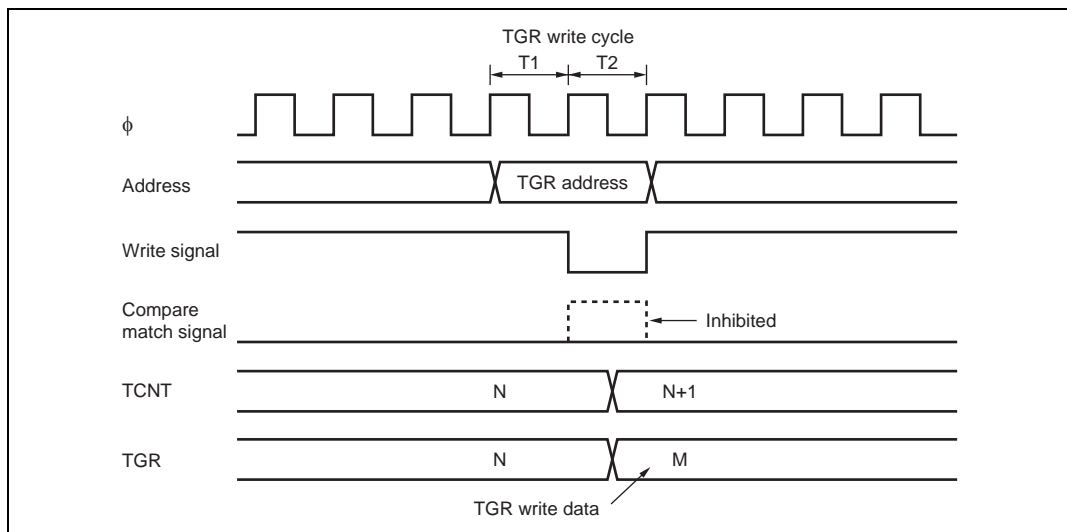 TGR write cycle
T1 T2
ϕ
Address TGR address
Write signal
Compare
match signal Inhibited
TCNT N N+1
TGR N M
TGR write data